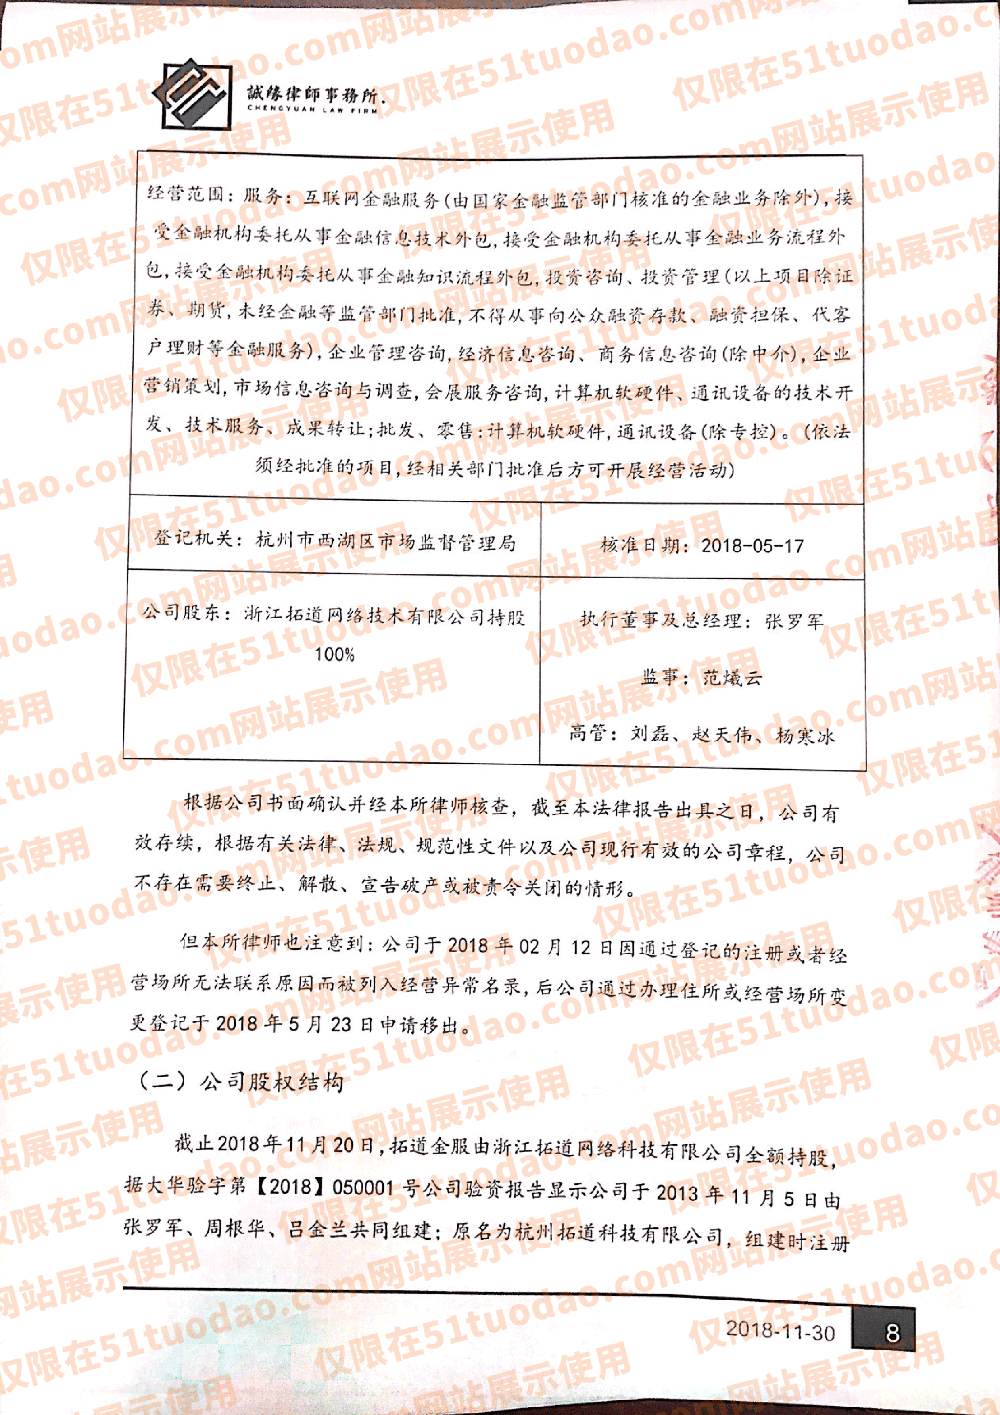 誠缘律師事務所.
CHENGYUAN LAW FIRM
经营范围：服务：互联网金融服务(由国家金融监管部门核准的金融业务除外),接
受金融机构委托从事金融信息技术外包,接受金融机构委托从事金融业务流程外
包,接受金融机构委托从事金融知识流程外包,投资咨询、投资管理(以上项目除证
券、期货,未经金融等监管部门批准,不得从事向公众融资存款、融资担保、代客
户理财等金融服务),企业管理咨询,经济信息咨询、商务信息咨询(除中介),企业
营销策划,市场信息咨询与调查,会展服务咨询,计算机软硬件、通讯设备的技术开
发、技术服务、成果转让;批发、零售:计算机软硬件,通讯设备(除专控)。(依法
须经批准的项目,经相关部门批准后方可开展经营活动)
登记机关：杭州市西湖区市场监督管理局
核准日期：2018-05-17
公司股东：浙江拓道网络技术有限公司持股
100%
执行董事及总经理：张罗军
监事：范爔云
高管：刘磊、赵天伟、杨寒冰
根据公司书面确认并经本所律师核查，截至本法律报告出具之日，公司有
效存续，根据有关法律、法规、规范性文件以及公司现行有效的公司章程，公司
不存在需要终止、解散、宣告破产或被责令关闭的情形。
但本所律师也注意到：公司于 2018 年 02 月 12 日因通过登记的注册或者经
营场所无法联系原因而被列入经营异常名录,后公司通过办理住所或经营场所变
更登记于 2018 年 5 月 23 日申请移出。
（二）公司股权结构
截止2018年11月20日,拓道金服由浙江拓道网络科技有限公司全额持股，
据大华验字第【2018】050001 号公司验资报告显示公司于 2013 年 11 月 5 日由
张罗军、周根华、吕金兰共同组建；原名为杭州拓道科技有限公司，组建时注册
2018-11-30
8
仅限在51tuodao.com网站展示使用